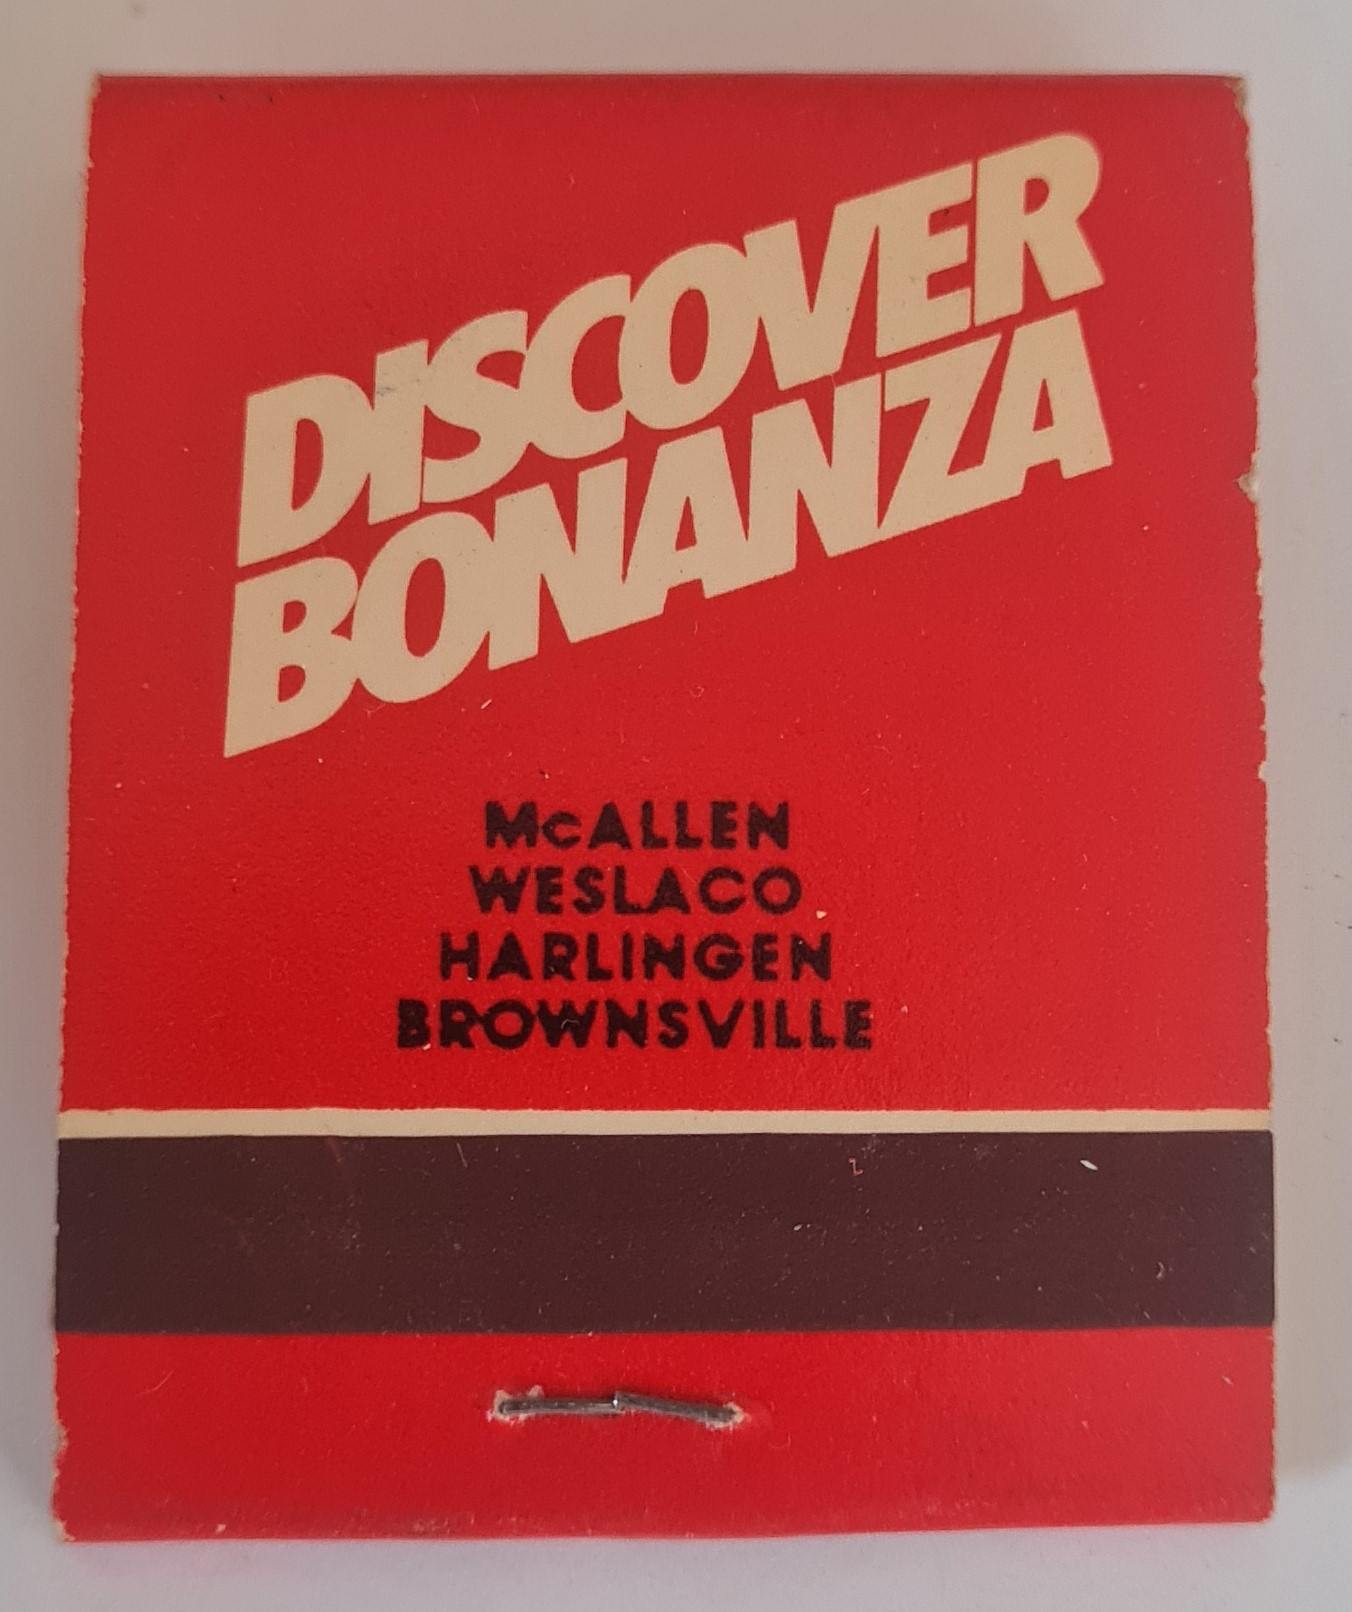 DISCOVER
BONANZA
McALLEN
WESLACO
HARLINGEN
BROWNSVILLE